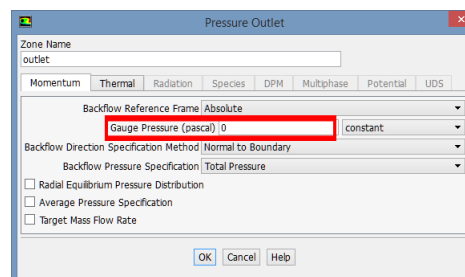 Pressure Outlet
Zone Name
outlet
Momentum Thermal Radiation Species DPM Multiphase Potential UDS
Backflow Reference Frame Absolute
Gauge Pressure (pascal) 0 constant
Backflow Direction Specification Method Normal to Boundary
Backflow Pressure Specification Total Pressure
Radial Equilibrium Pressure Distribution
Average Pressure Specification
Target Mass Flow Rate
OK Cancel Help